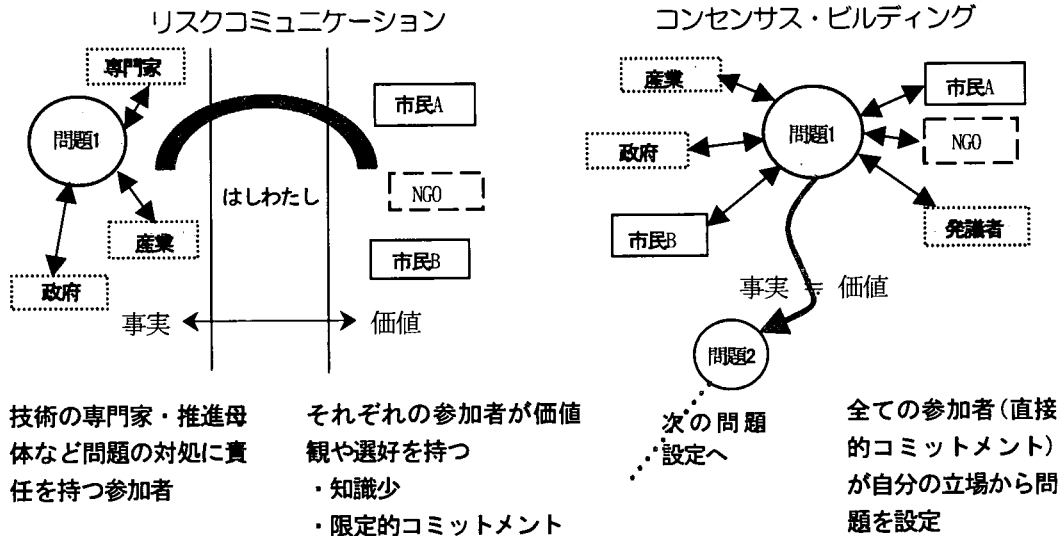 リスクコミュニケーション
専門家
問題1
産業
政府
はしわたし
市民A
NGO
市民B
事実
価値
技術の専門家・推進母
体など問題の対処に責
任を持つ参加者
それぞれの参加者が価値
観や選好を持つ
・知識少
・限定的コミットメント
コンセンサス・ビルディング
産業
政府
市民B
問題1
市民A
NGO
発議者
事実 ≒ 価値
問題2
次の問題
設定へ
全ての参加者(直接
的コミットメント)
が自分の立場から問
題を設定